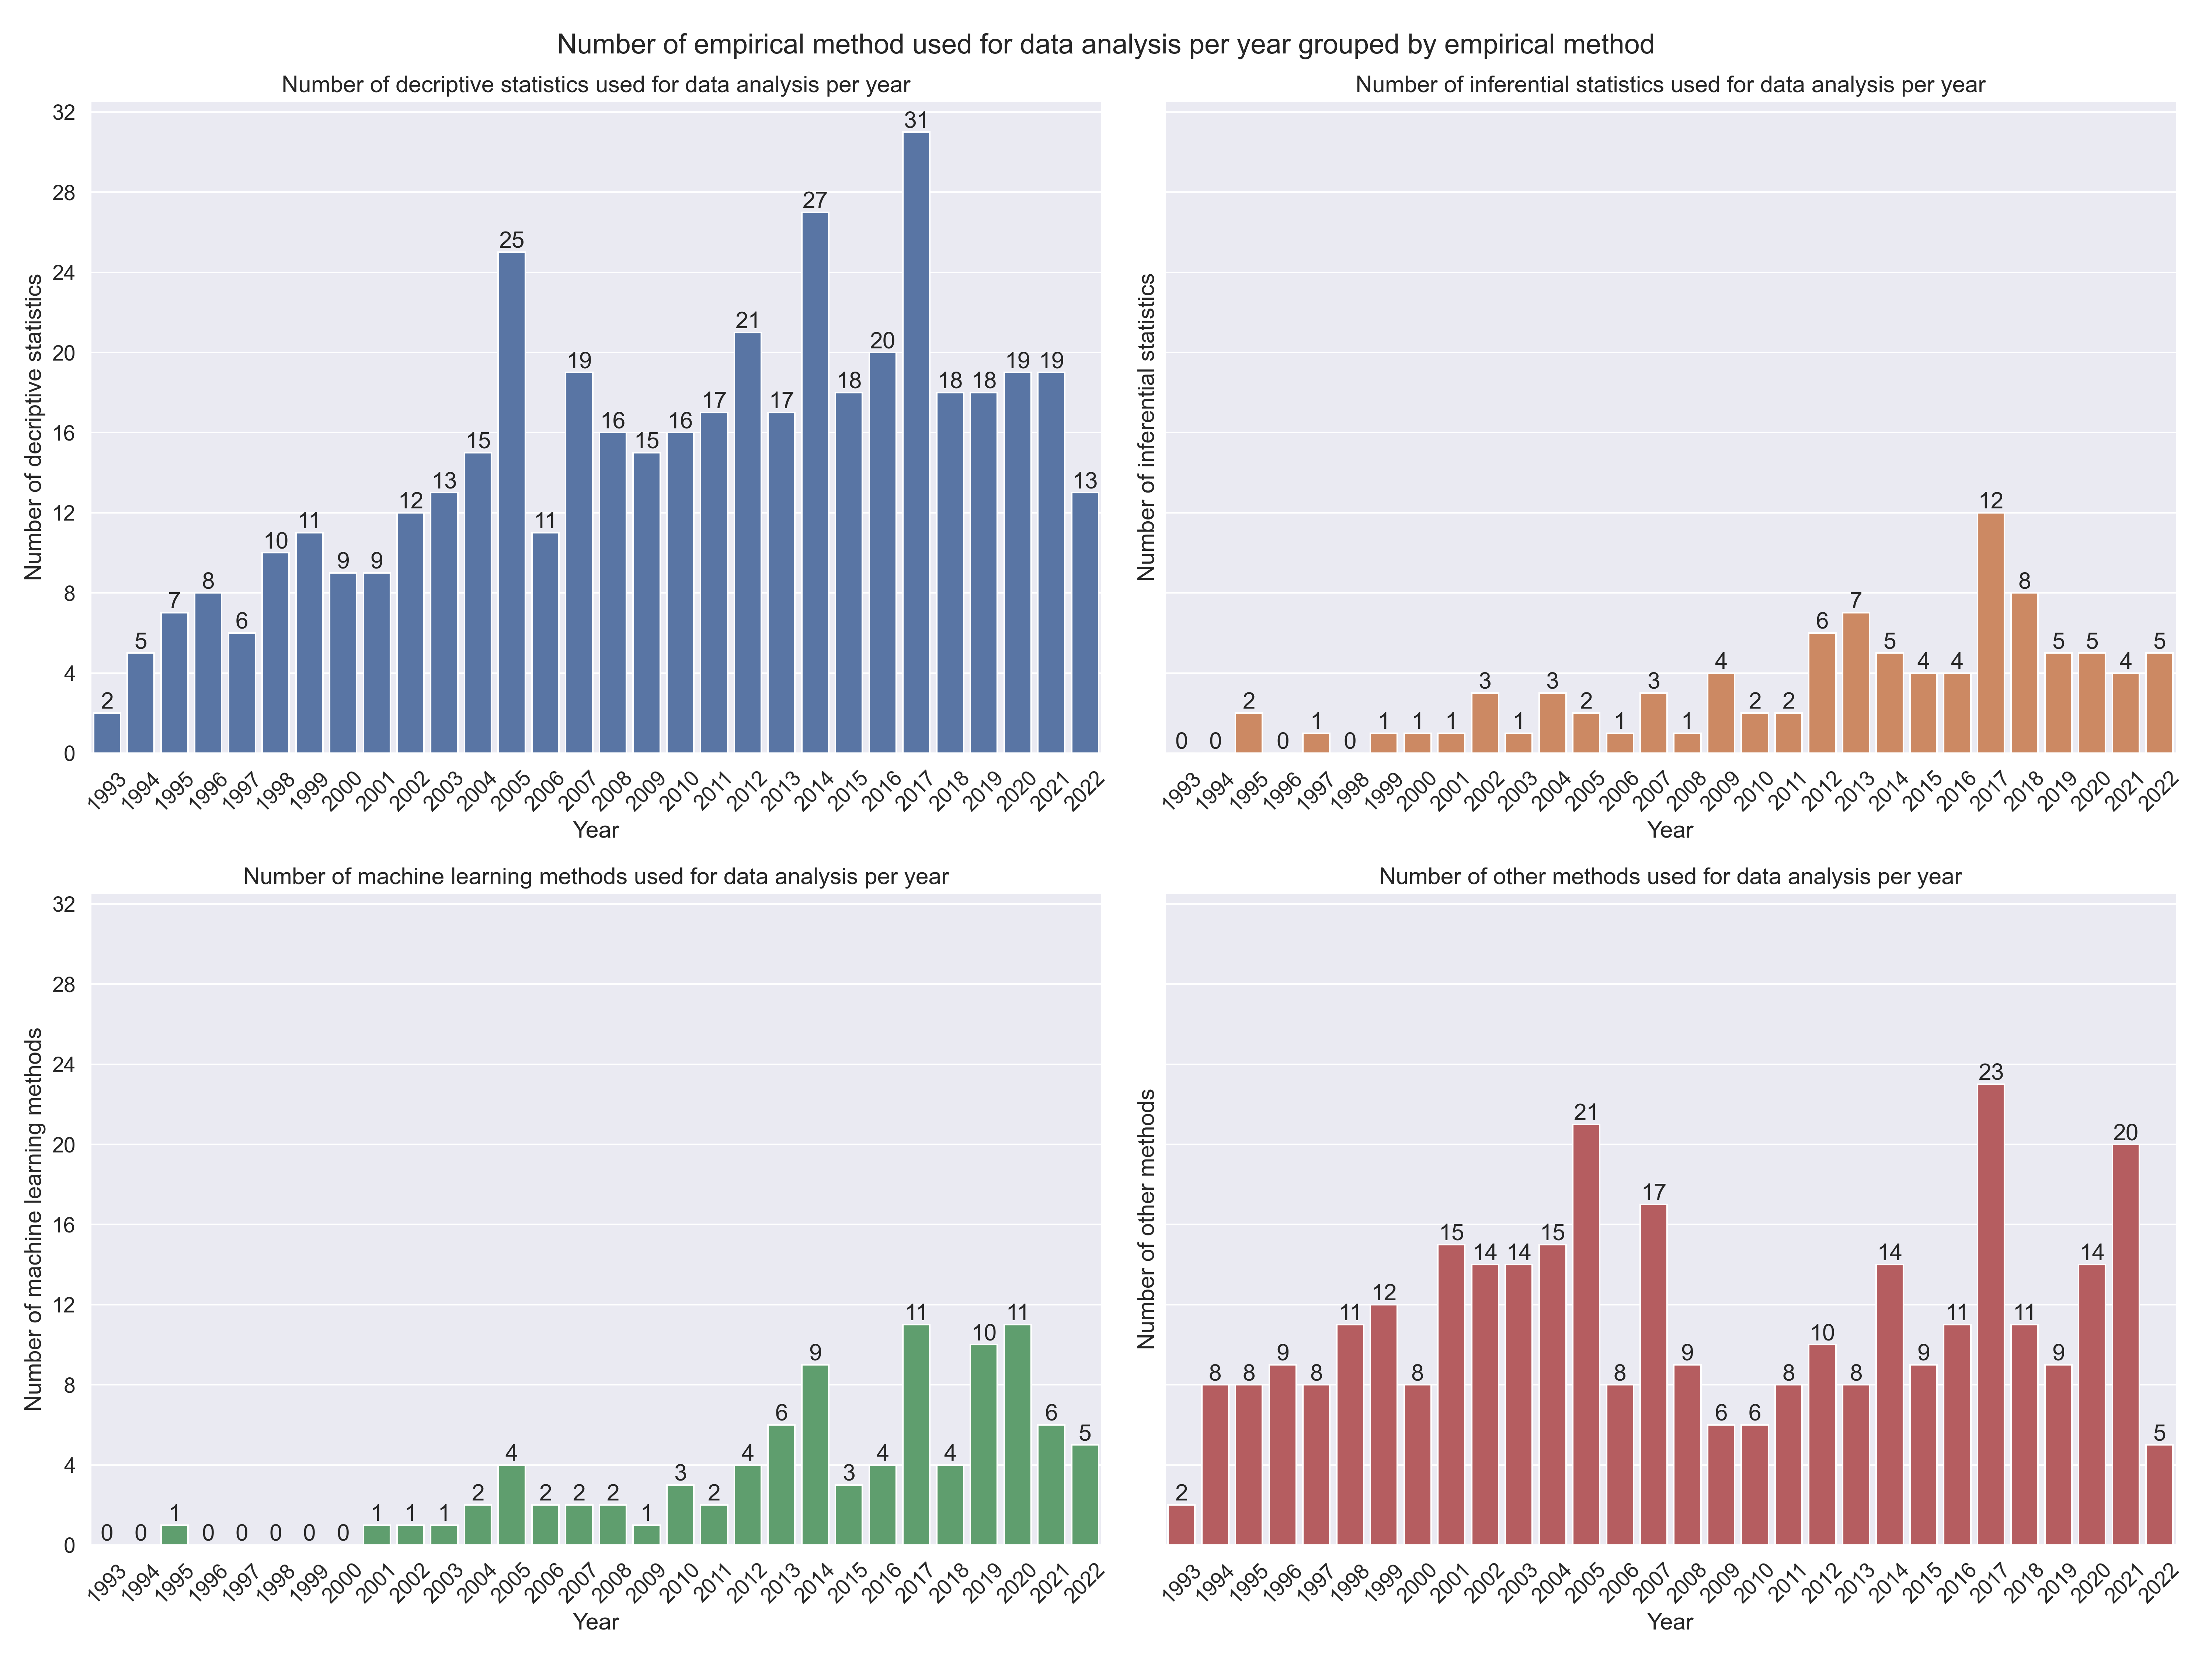 Number of empirical method used for data analysis per year grouped by empirical method
Number of decriptive statistics used for data analysis per year
Number of decriptive statistics
32
28
24
20
16
12
8
4
0
2 5 7 8 6 10 11 9 9 12 13 15 25 11 19 16 15 16 17 21 17 27 18 20 31 18 18 19 19 13
1993 1994 1995 1996 1997 1998 1999 2000 2001 2002 2003 2004 2005 2006 2007 2008 2009 2010 2011 2012 2013 2014 2015 2016 2017 2018 2019 2020 2021 2022
Year
Number of inferential statistics used for data analysis per year
Number of inferential statistics
0 0 2 0 1 0 1 1 1 3 1 3 2 1 3 1 4 2 2 6 7 5 4 4 12 8 5 5 4 5
1993 1994 1995 1996 1997 1998 1999 2000 2001 2002 2003 2004 2005 2006 2007 2008 2009 2010 2011 2012 2013 2014 2015 2016 2017 2018 2019 2020 2021 2022
Year
Number of machine learning methods used for data analysis per year
Number of machine learning methods
32
28
24
20
16
12
8
4
0
0 0 1 0 0 0 0 0 1 1 1 2 4 2 2 2 1 3 2 4 6 9 3 4 11 4 10 11 6 5
1993 1994 1995 1996 1997 1998 1999 2000 2001 2002 2003 2004 2005 2006 2007 2008 2009 2010 2011 2012 2013 2014 2015 2016 2017 2018 2019 2020 2021 2022
Year
Number of other methods used for data analysis per year
Number of other methods
2 8 8 9 8 11 12 8 15 14 14 15 21 8 17 9 6 6 8 10 8 14 9 11 23 11 9 14 20 5
1993 1994 1995 1996 1997 1998 1999 2000 2001 2002 2003 2004 2005 2006 2007 2008 2009 2010 2011 2012 2013 2014 2015 2016 2017 2018 2019 2020 2021 2022
Year